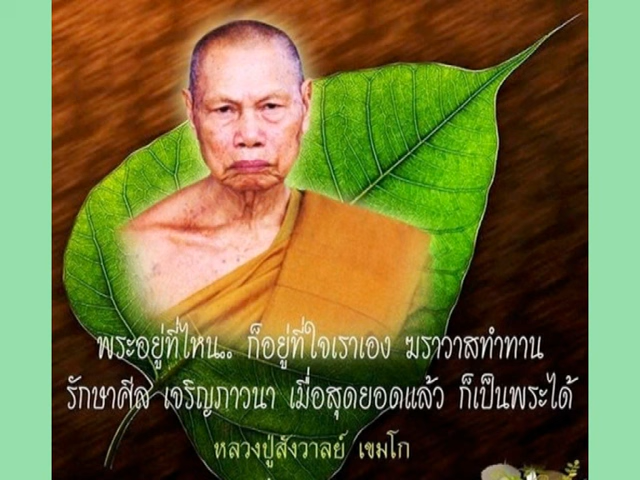 พระอยู่ที่ไหน.. ก็อยู่ที่ใจเราเอง ฆราวาสทำทาน
รักษาศีล เจริญภาวนา เมื่อสุดยอดแล้ว ก็เป็นพระได้
หลวงปู่สังวาลย์ เขมโก